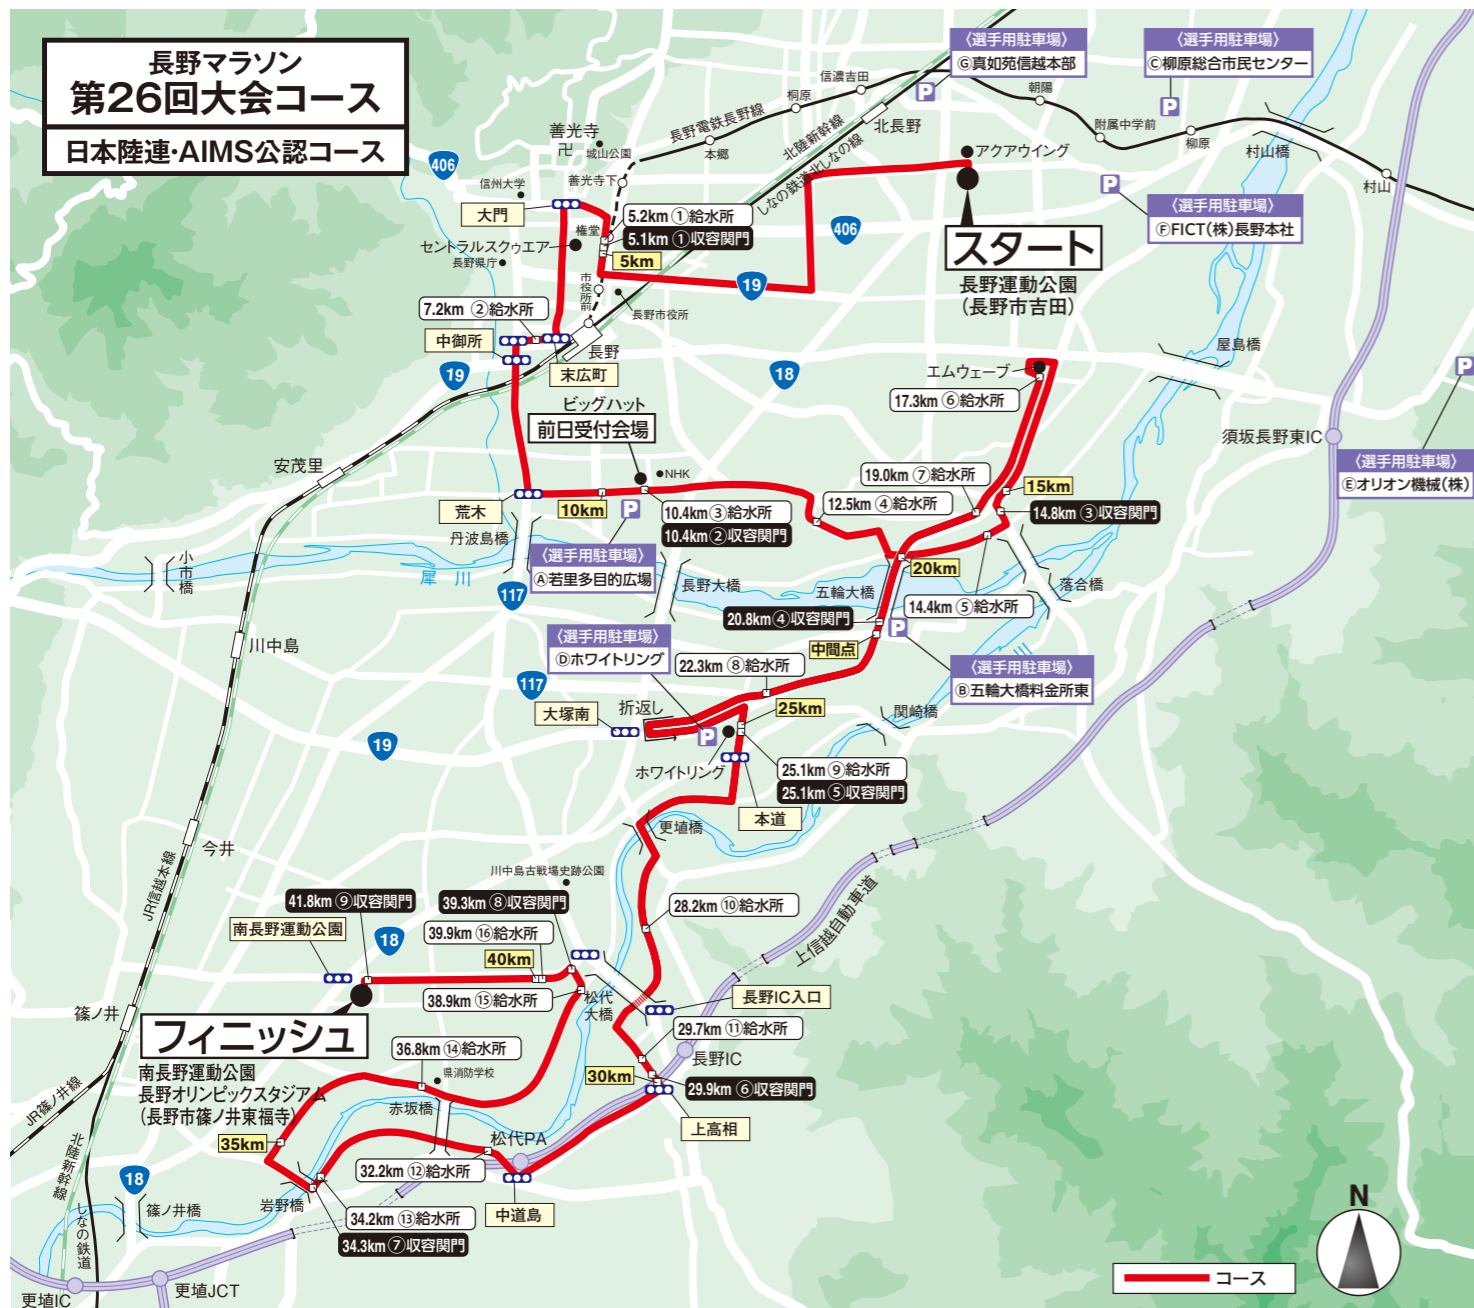 長野マラソン
第26回大会コース
日本陸連・AIMS公認コース
〈選手用駐車場〉
Ⓖ真如苑信越本部
〈選手用駐車場〉
Ⓒ柳原総合市民センター
信濃吉田
桐原
朝陽
附属中学前
柳原
村山橋
村山
長野電鉄長野線
本郷
北陸新幹線
しなの鉄道北しなの線
北長野
アクアウイング
善光寺
卍
城山公園
善光寺下
信州大学
406
大門
権堂
5.2km ①給水所
5.1km ①収容関門
5km
セントラルスクゥエア
長野県庁
市役所前
長野市役所
406
19
スタート
長野運動公園
(長野市吉田)
〈選手用駐車場〉
ⒻFICT(株)長野本社
7.2km ②給水所
中御所
19
長野
末広町
18
屋島橋
エムウェーブ
17.3km ⑥給水所
須坂長野東IC
〈選手用駐車場〉
Ⓔオリオン機械(株)
ビッグハット
前日受付会場
NHK
安茂里
荒木
10km
10.4km ③給水所
10.4km ②収容関門
12.5km ④給水所
19.0km ⑦給水所
15km
14.8km ③収容関門
丹波島橋
小市橋
犀川
117
〈選手用駐車場〉
Ⓐ若里多目的広場
長野大橋
五輪大橋
20km
14.4km ⑤給水所
落合橋
川
20.8km ④収容関門
中間点
〈選手用駐車場〉
Ⓑ五輪大橋料金所東
川中島
〈選手用駐車場〉
Ⓓホワイトリング
22.3km ⑧給水所
117
大塚南
折返し
25km
関崎橋
19
ホワイトリング
25.1km ⑨給水所
25.1km ⑤収容関門
本道
更埴橋
今井
JR信越本線
川中島古戦場史跡公園
41.8km ⑨収容関門
39.3km ⑧収容関門
28.2km ⑩給水所
上信越自動車道
南長野運動公園
18
39.9km ⑯給水所
40km
38.9km ⑮給水所
松代大橋
長野IC入口
29.7km ⑪給水所
長野IC
篠ノ井
フィニッシュ
南長野運動公園
長野オリンピックスタジアム
(長野市篠ノ井東福寺)
36.8km ⑭給水所
県消防学校
30km
29.9km ⑥収容関門
上高相
JR篠ノ井線
赤坂橋
35km
松代PA
32.2km ⑫給水所
北陸新幹線
18
しなの鉄道
篠ノ井橋
岩野橋
34.2km ⑬給水所
34.3km ⑦収容関門
中道島
更埴IC
更埴JCT
N
コース
P
P
P
P
P
P
P